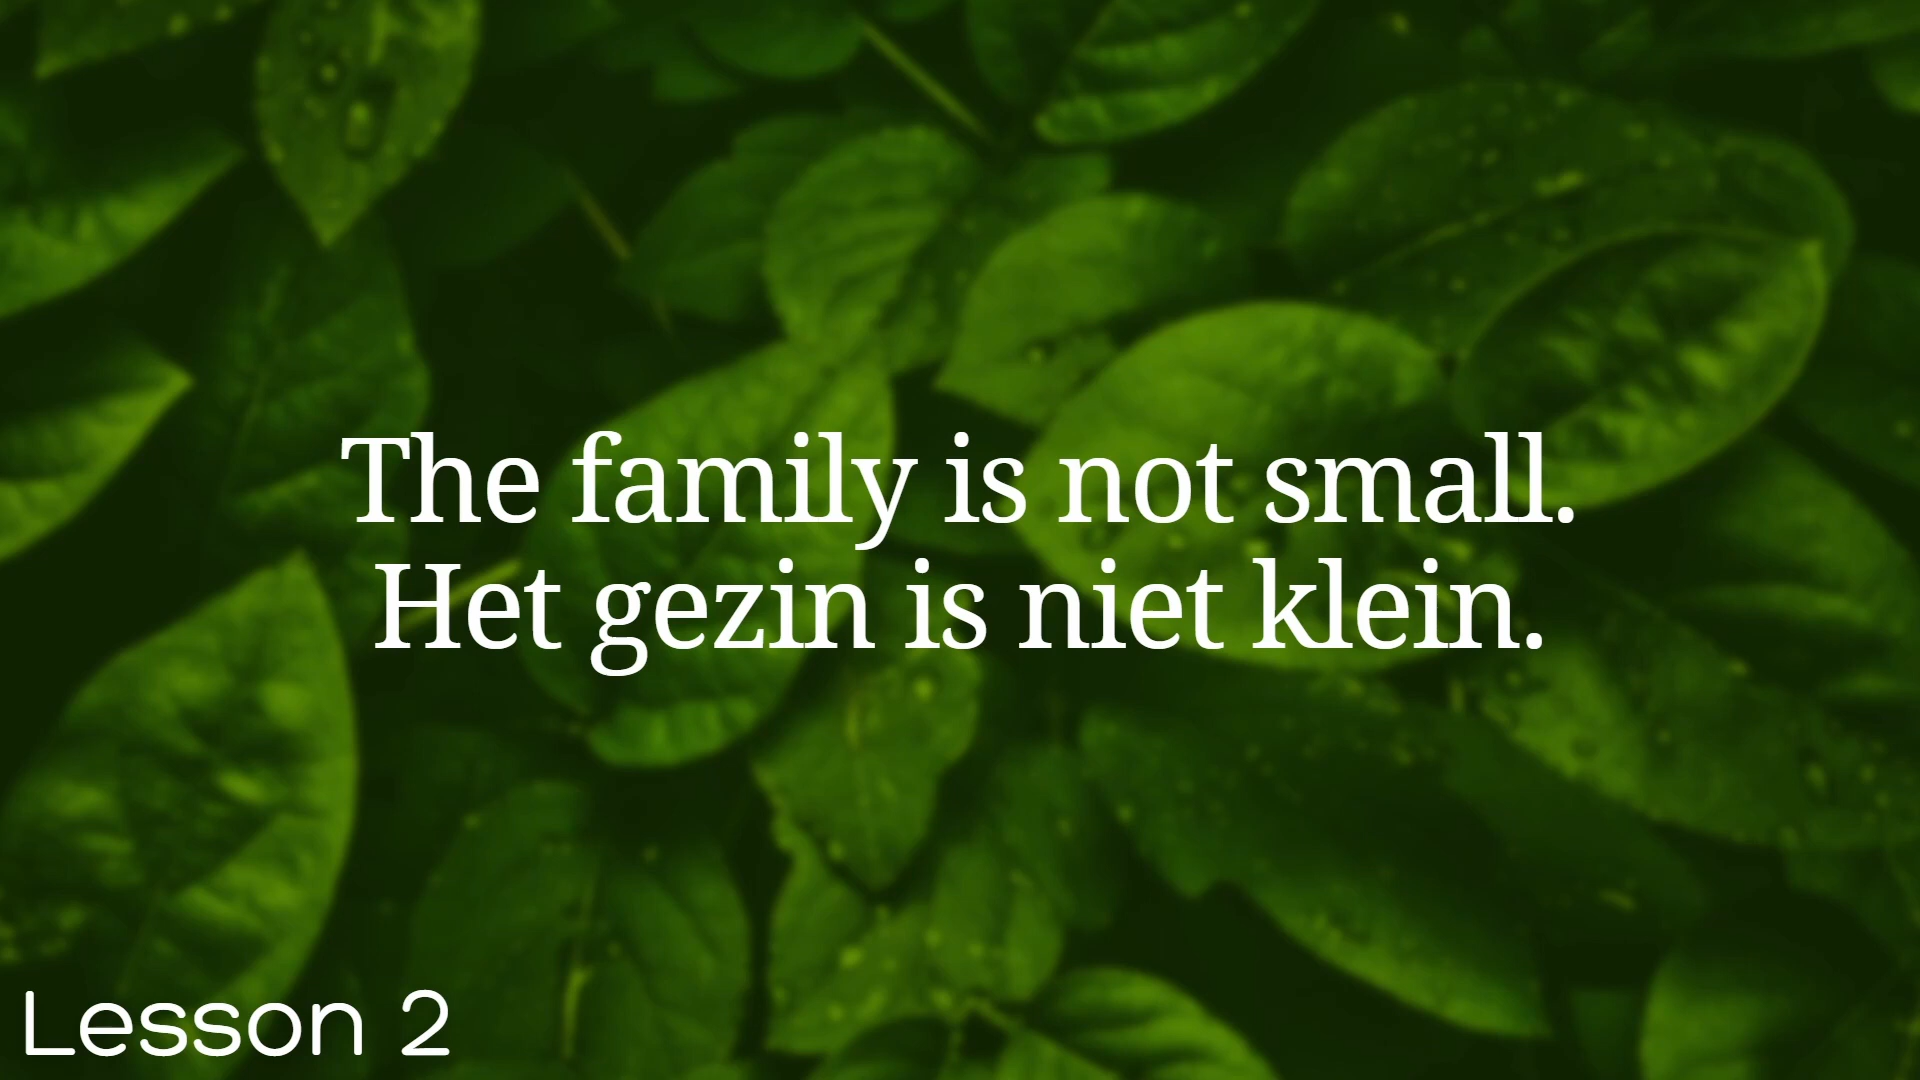 The family is not small.
Het gezin is niet klein.
Lesson 2